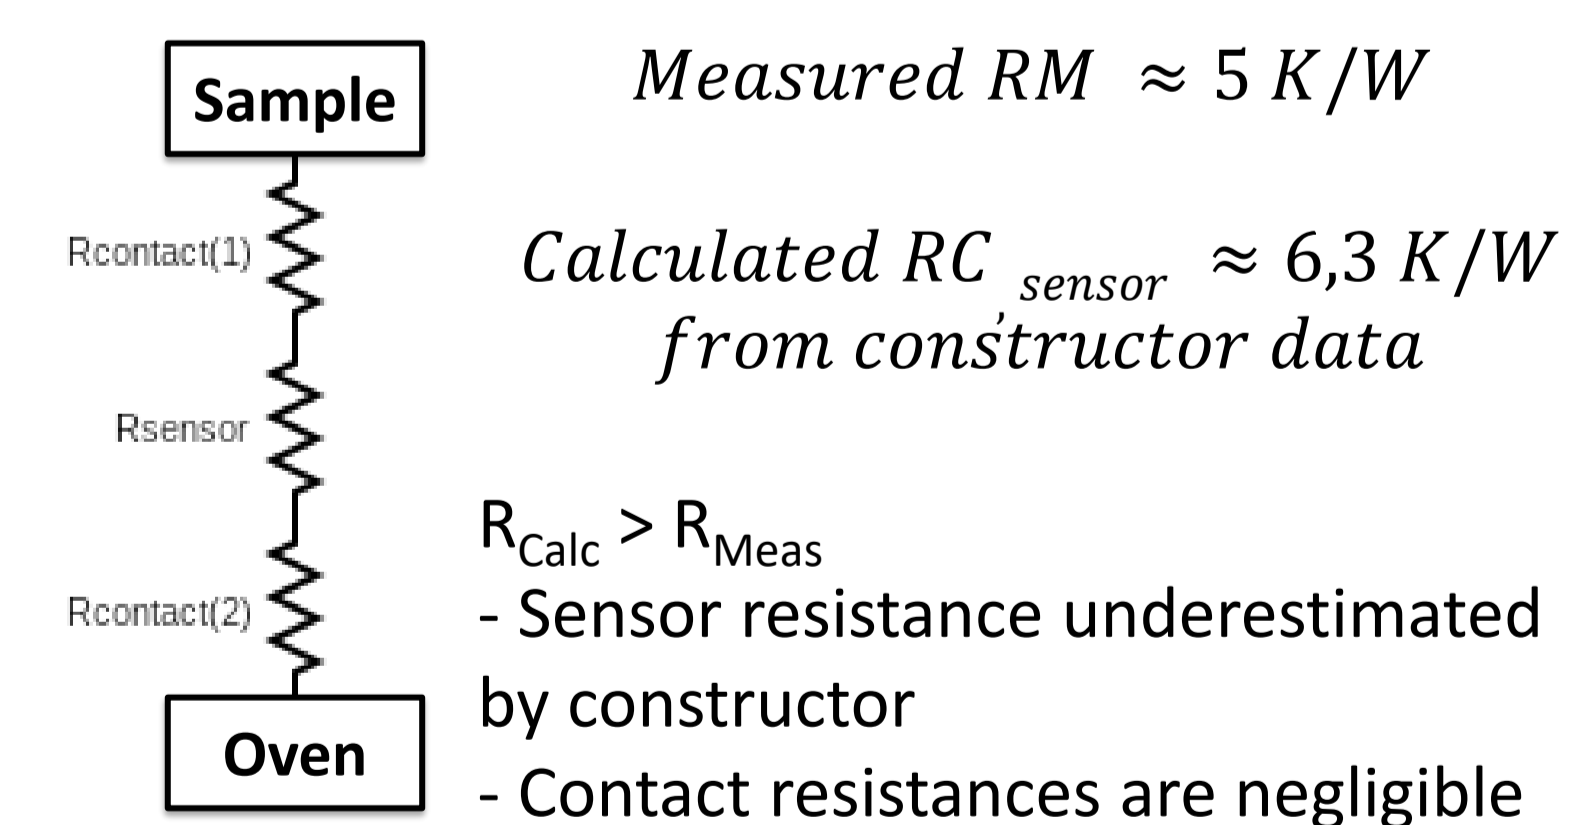 Sample
Measured RM ≈ 5 K/W
Rcontact(1)
Calculated RC, sensor ≈ 6,3 K/W
from constructor data
Rsensor
RCalc > RMeas
- Sensor resistance underestimated
by constructor
Rcontact(2)
Oven
- Contact resistances are negligible